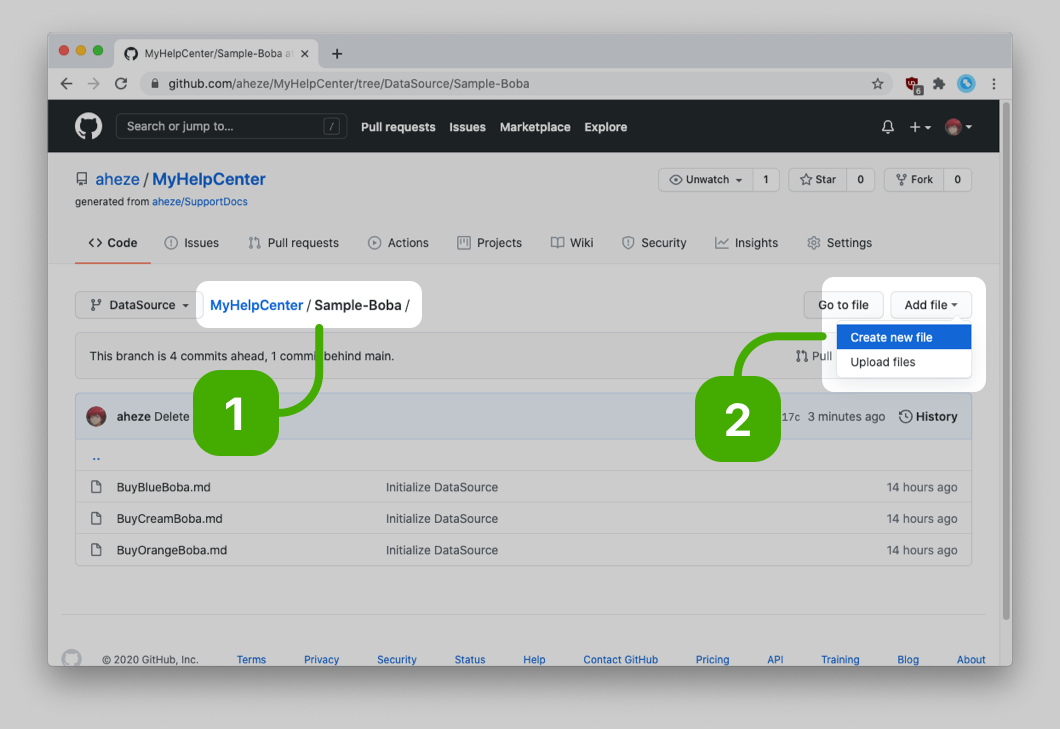 MyHelpCenter/Sample-Boba a
github.com/aheze/MyHelpCenter/tree/DataSource/Sample-Boba
6
Search or jump to... /
Pull requests Issues Marketplace Explore
aheze / MyHelpCenter
Unwatch 1 Star 0 Fork 0
generated from aheze/SupportDocs
Code Issues Pull requests Actions Projects Wiki Security Insights Settings
DataSource MyHelpCenter / Sample-Boba / Go to file Add file
Create new file
This branch is 4 commits ahead, 1 commit behind main. Pull
Upload files
1
2
aheze Delete 17c 3 minutes ago History
..
BuyBlueBoba.md Initialize DataSource 14 hours ago
BuyCreamBoba.md Initialize DataSource 14 hours ago
BuyOrangeBoba.md Initialize DataSource 14 hours ago
© 2020 GitHub, Inc. Terms Privacy Security Status Help Contact GitHub Pricing API Training Blog About